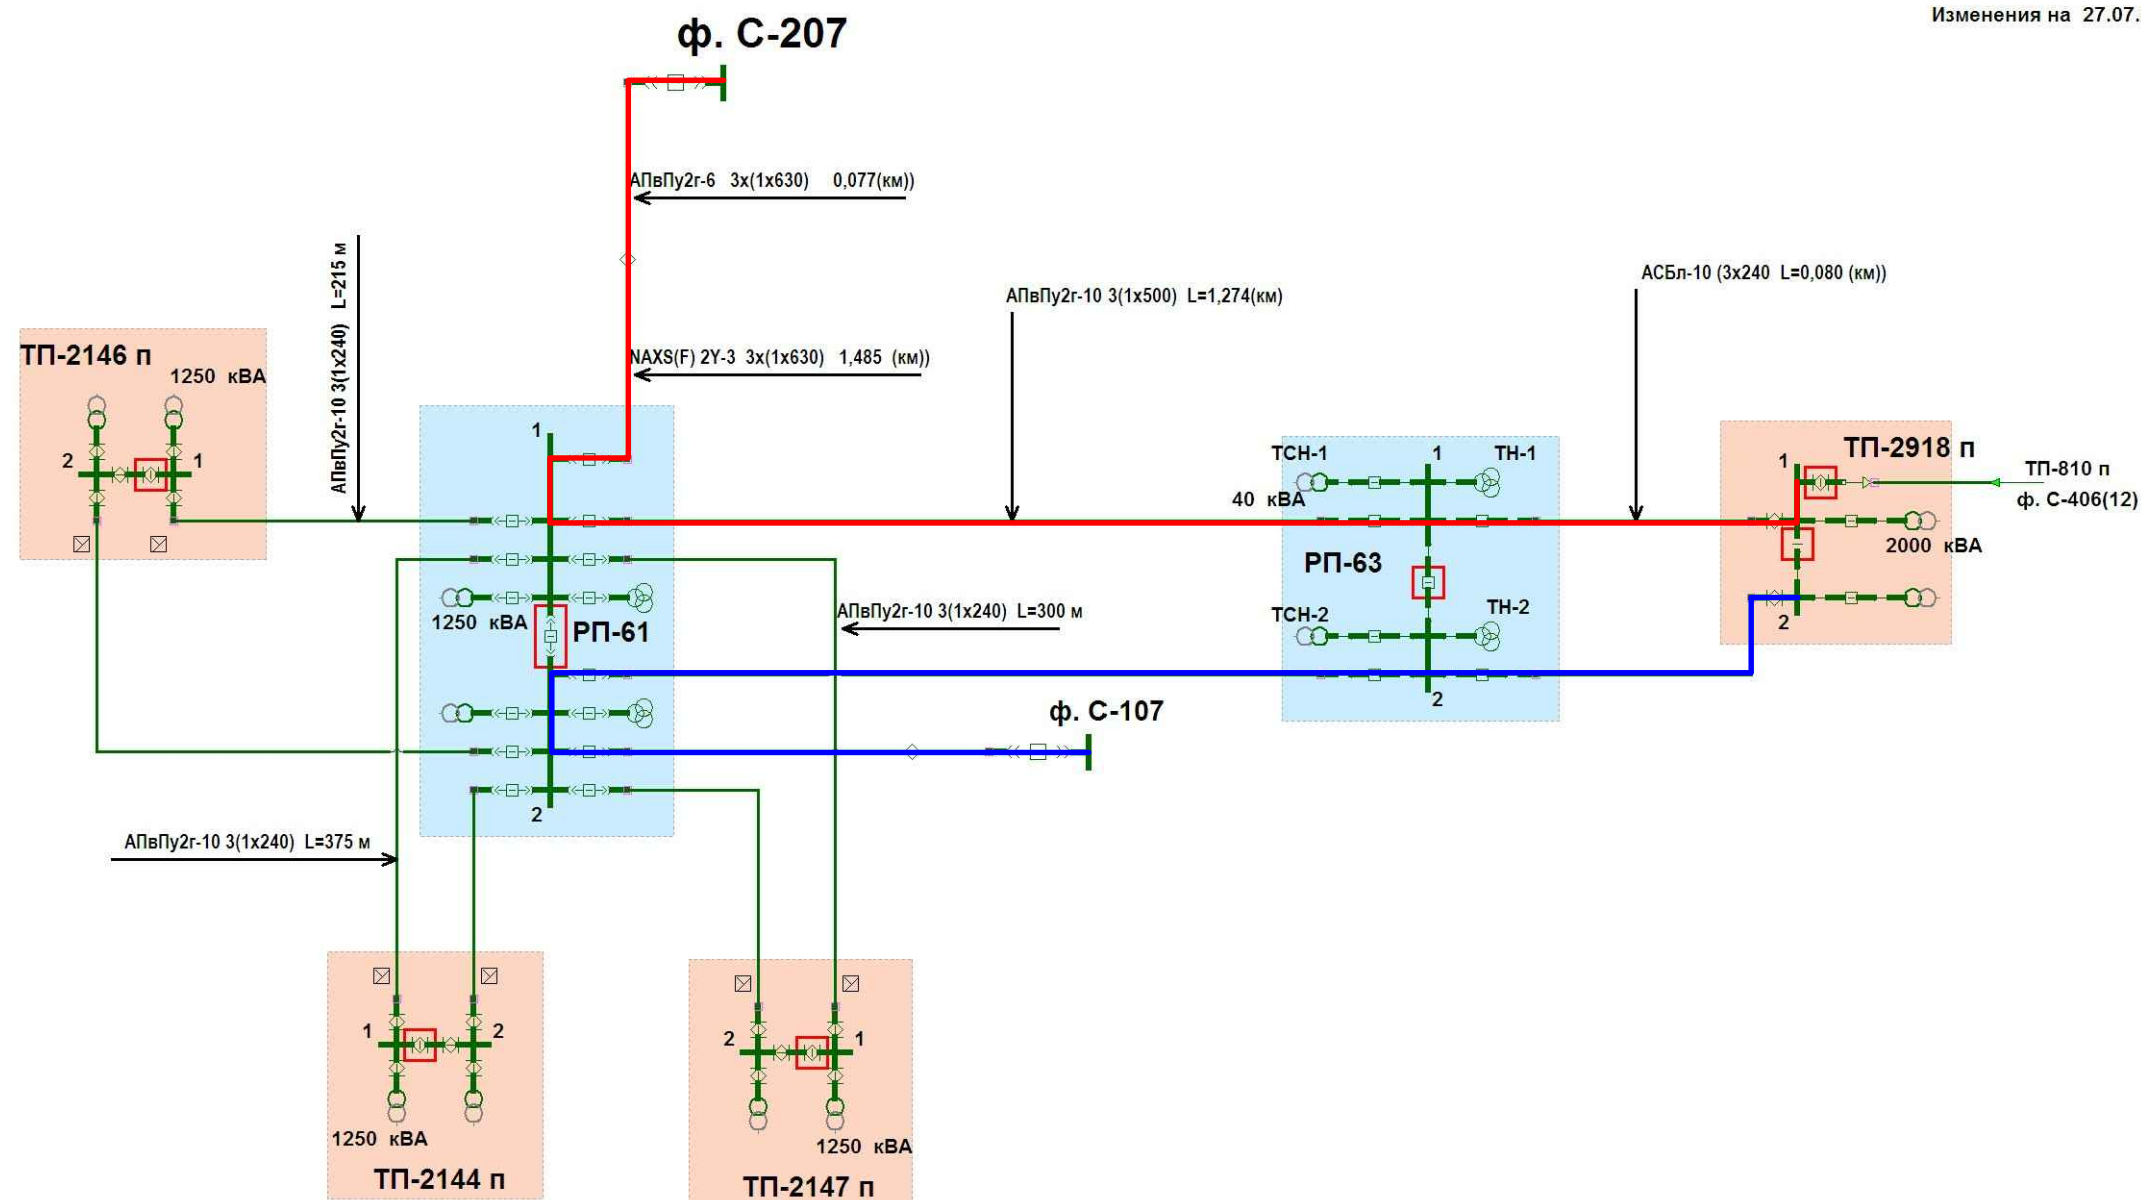 Изменения на 27.07.
ф. С-207
АПвПу2г-6 3х(1х630) 0,077(км))
АПвПу2г-10 3(1х240) L=215 м
АСБл-10 (3х240 L=0,080 (км))
АПвПу2г-10 3(1х500) L=1,274(км)
ТП-2146 п
1250 кВА
NAXS(F) 2Y-3 3х(1х630) 1,485 (км))
2
1
1
ТСН-1
1
ТН-1
40 кВА
ТП-2918 п
1
ТП-810 п
ф. С-406(12)
2000 кВА
РП-63
1250 кВА
РП-61
АПвПу2г-10 3(1х240) L=300 м
ТСН-2
ТН-2
2
2
ф. С-107
2
АПвПу2г-10 3(1х240) L=375 м
1
2
2
1
1250 кВА
1250 кВА
ТП-2144 п
ТП-2147 п